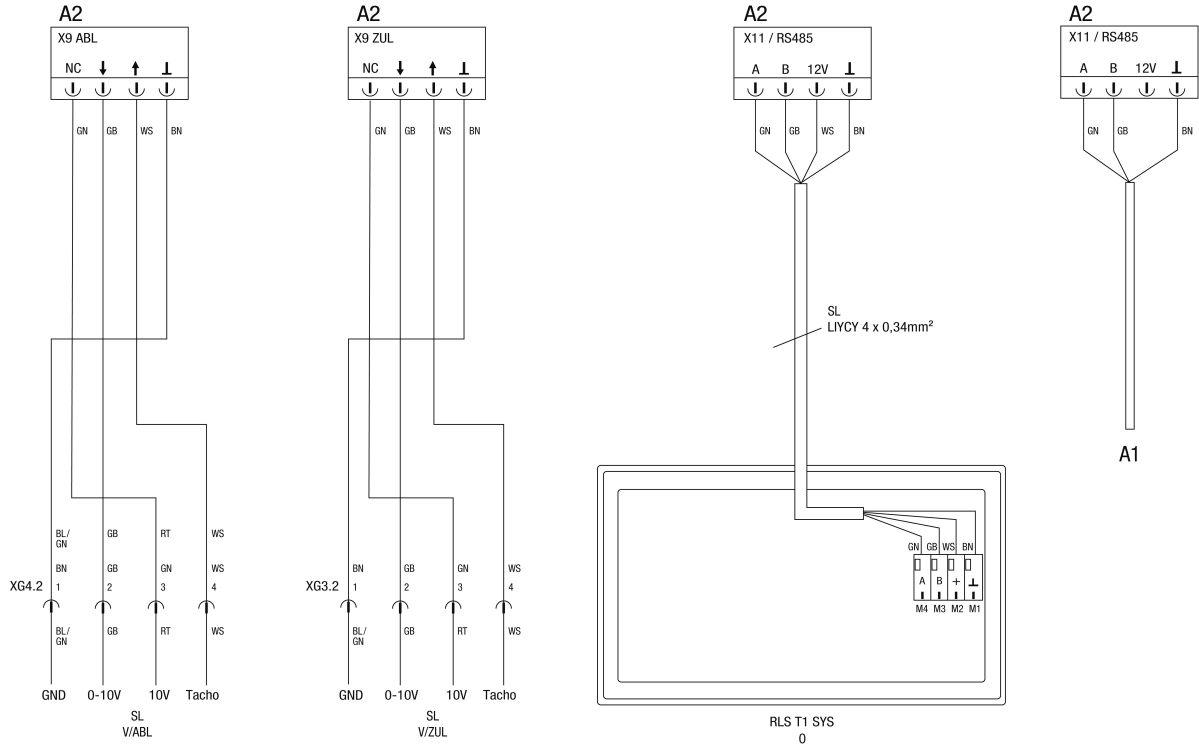 A2
X9 ABL
NC
GN GB WS BN
BL/
GN
GB RT WS
BN GB GN WS
XG4.2 1 2 3 4
BL/
GN
GB RT WS
GND 0-10V 10V Tacho
SL
V/ABL
A2
X9 ZUL
NC
GN GB WS BN
BN GB GN WS
XG3.2 1 2 3 4
BL/
GN
GB RT WS
GND 0-10V 10V Tacho
SL
V/ZUL
A2
X11 / RS485
A B 12V
GN GB WS BN
SL
LIYCY 4 x 0,34mm²
GN GB WS BN
A B +
M4 M3 M2 M1
RLS T1 SYS
0
A2
X11 / RS485
A B 12V
GN GB BN
A1